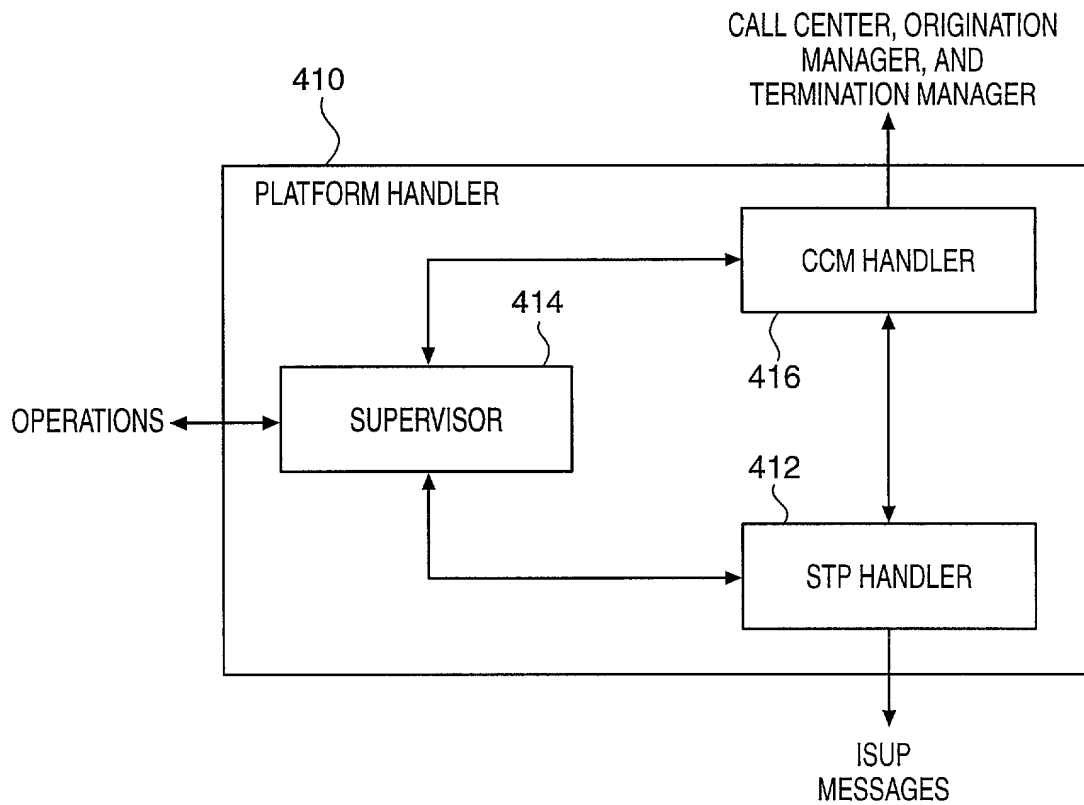 CALL CENTER, ORIGINATION
MANAGER, AND
TERMINATION MANAGER
410
PLATFORM HANDLER
CCM HANDLER
414
416
OPERATIONS
SUPERVISOR
412
STP HANDLER
ISUP
MESSAGES